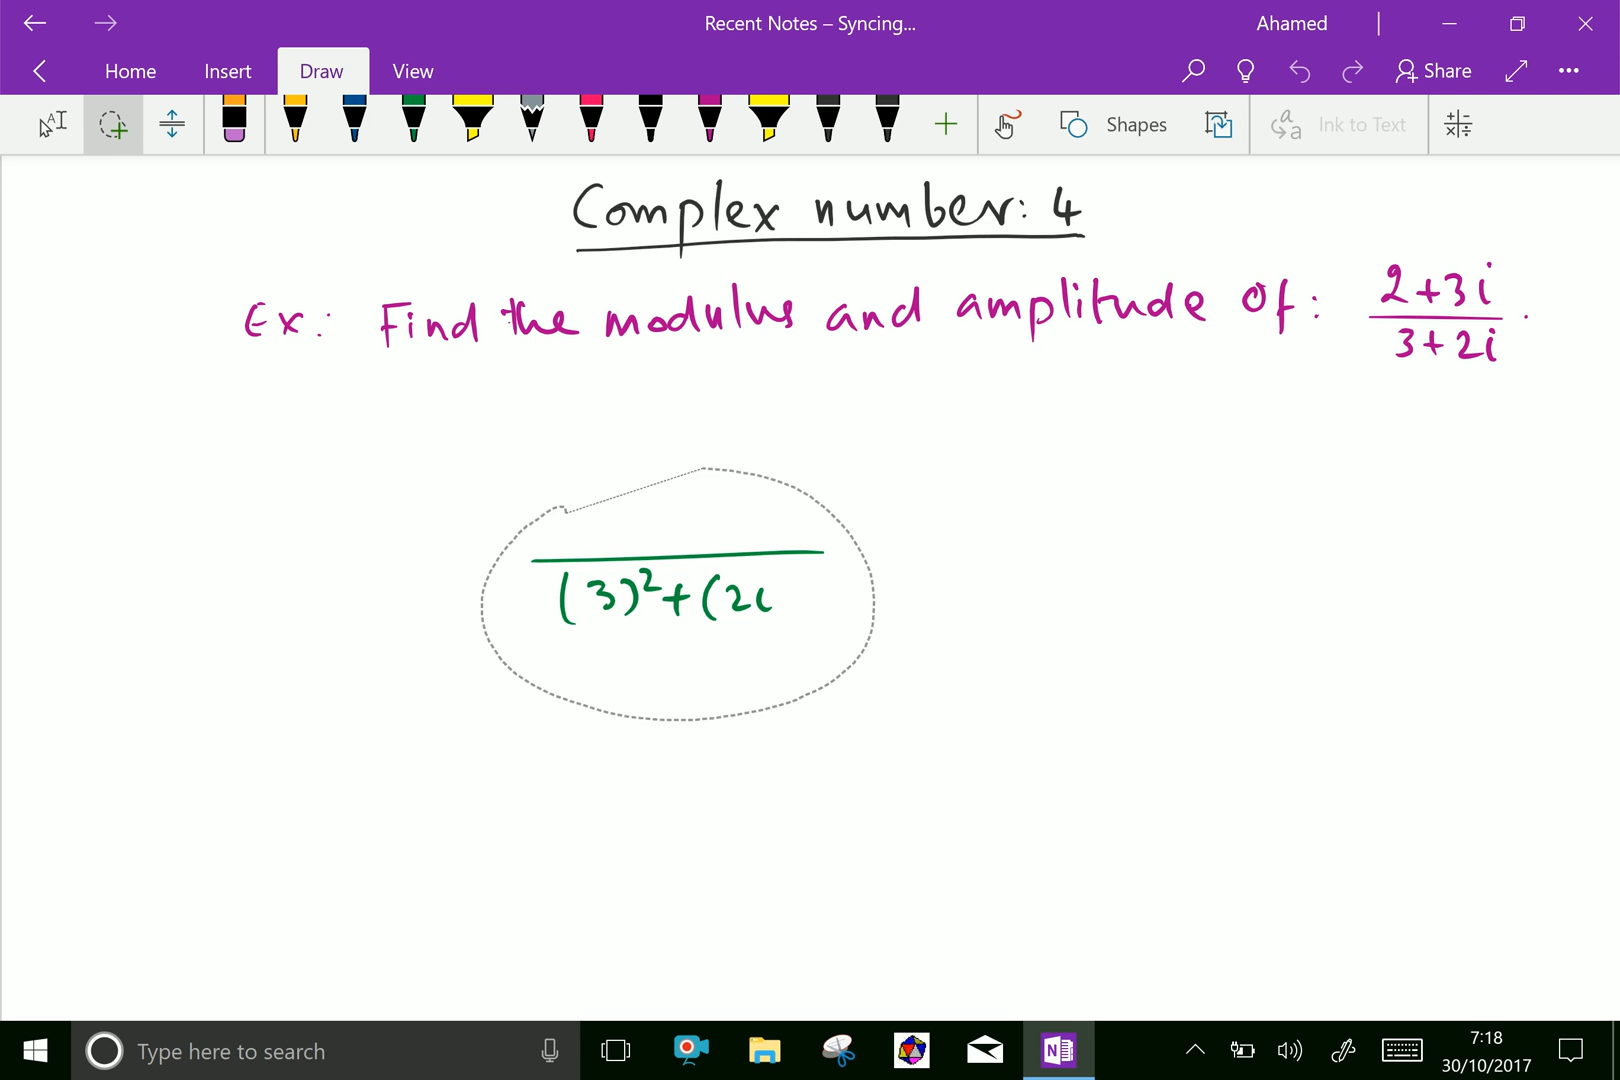 Recent Notes – Syncing...
Ahamed
Home Insert Draw View
Share
Shapes
Ink to Text
Complex number: 4
Ex: Find the modulus and amplitude of: \frac{2+3i}{3+2i}.
(3)²+(2i
Type here to search
7:18
30/10/2017